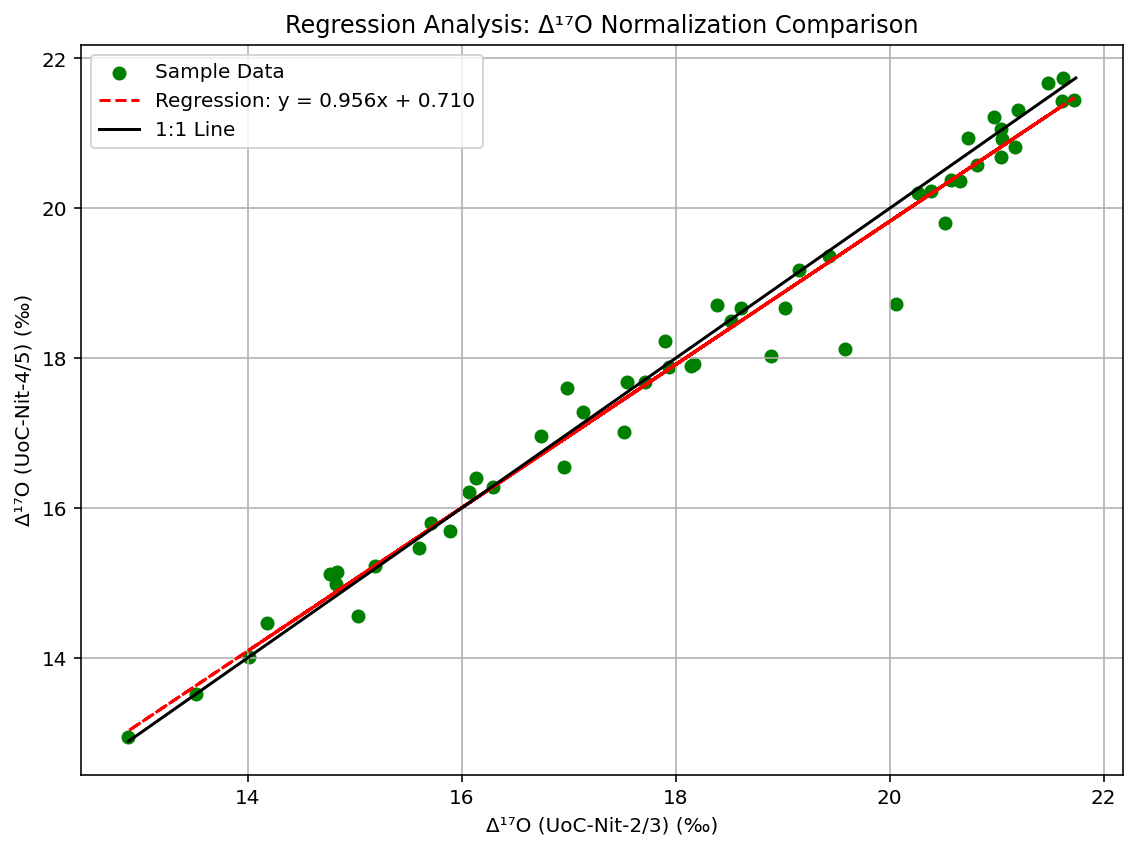 Regression Analysis: Δ¹⁷O Normalization Comparison
Sample Data
Regression: y = 0.956x + 0.710
1:1 Line
Δ¹⁷O (UoC-Nit-4/5) (‰)
22
20
18
16
14
14
16
18
20
22
Δ¹⁷O (UoC-Nit-2/3) (‰)